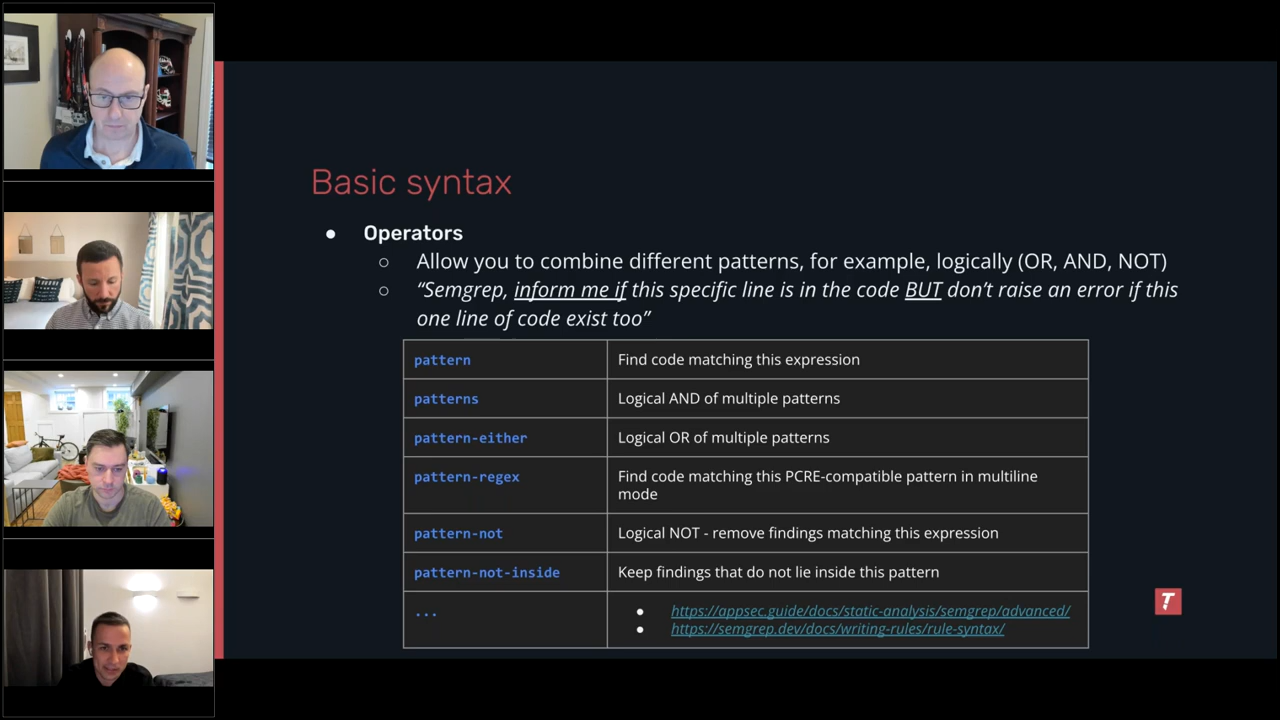 Basic syntax
● Operators
○ Allow you to combine different patterns, for example, logically (OR, AND, NOT)
○ “Semgrep, inform me if this specific line is in the code BUT don’t raise an error if this
one line of code exist too”
pattern Find code matching this expression
patterns Logical AND of multiple patterns
pattern-either Logical OR of multiple patterns
pattern-regex Find code matching this PCRE-compatible pattern in multiline
mode
pattern-not Logical NOT - remove findings matching this expression
pattern-not-inside Keep findings that do not lie inside this pattern
... ● https://appsec.guide/docs/static-analysis/semgrep/advanced/
● https://semgrep.dev/docs/writing-rules/rule-syntax/
T